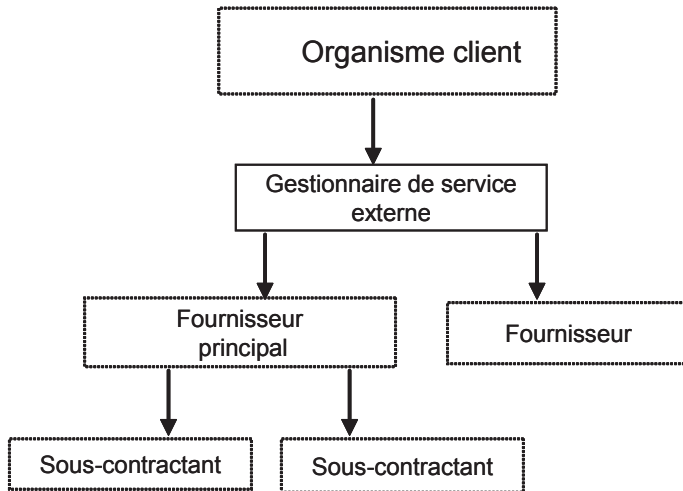 Organisme client
Gestionnaire de service
externe
Fournisseur
principal
Fournisseur
Sous-contractant
Sous-contractant